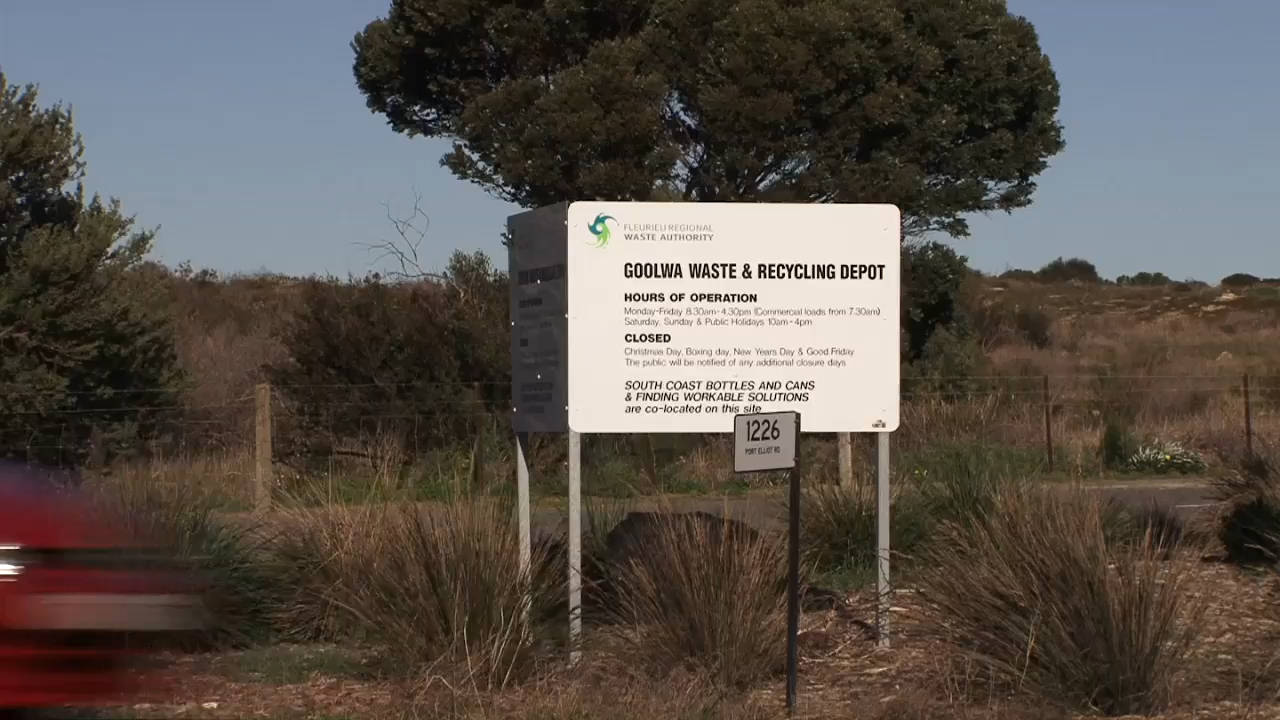 FLEURIEU REGIONAL
WASTE AUTHORITY
GOOLWA WASTE & RECYCLING DEPOT
HOURS OF OPERATION
Monday-Friday 8.30am-4.30pm (Commercial loads from 7.30am)
Saturday, Sunday & Public Holidays 10am-4pm
CLOSED
Christmas Day, Boxing day, New Years Day & Good Friday
The public will be notified of any additional closure days
SOUTH COAST BOTTLES AND CANS
& FINDING WORKABLE SOLUTIONS
are co-located on this site
1226
PORT ELLIOT RD